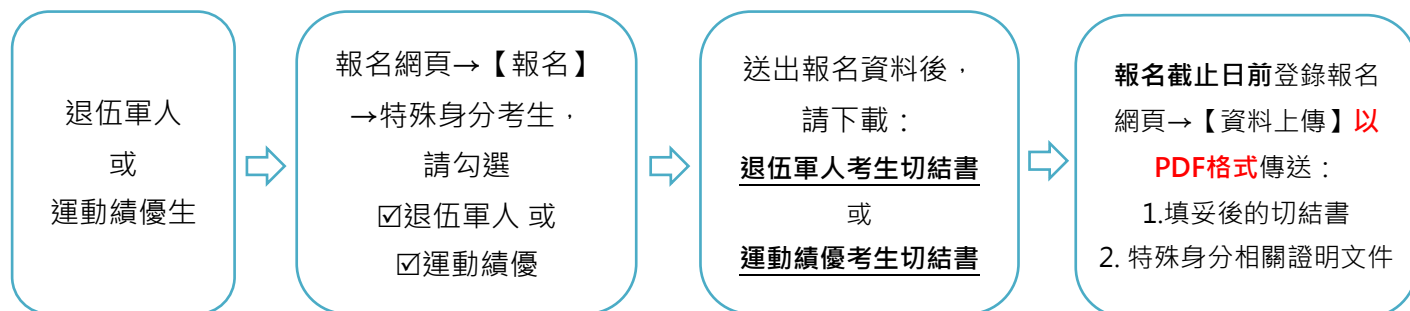 退伍軍人
或
運動績優生
報名網頁→【報名】
→特殊身分考生，
請勾選
☑退伍軍人 或
☑運動績優
送出報名資料後，
請下載：
退伍軍人考生切結書
或
運動績優考生切結書
報名截止日前登錄報名
網頁→【資料上傳】以
PDF格式傳送：
1.填妥後的切結書
2. 特殊身分相關證明文件